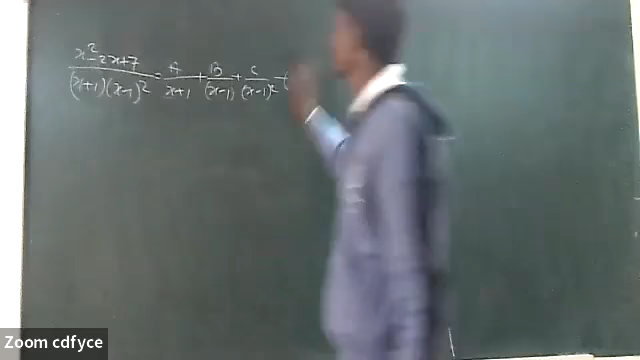 x²-2x+7/(x+1)(x-1)² = A/x+1 + B/(x-1) + C/(x-1)² -(
Zoom cdfyce